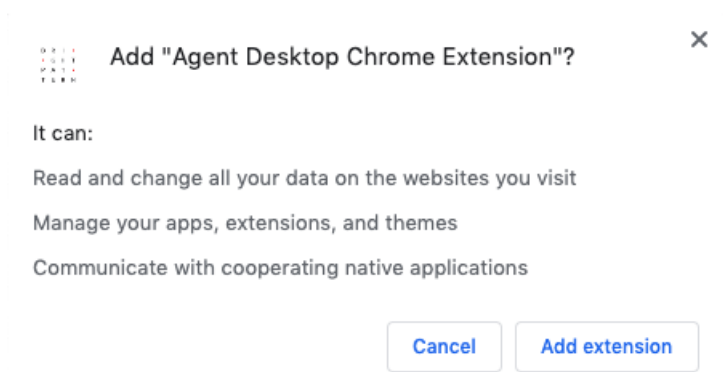 Add "Agent Desktop Chrome Extension"?
It can:
Read and change all your data on the websites you visit
Manage your apps, extensions, and themes
Communicate with cooperating native applications
Cancel
Add extension